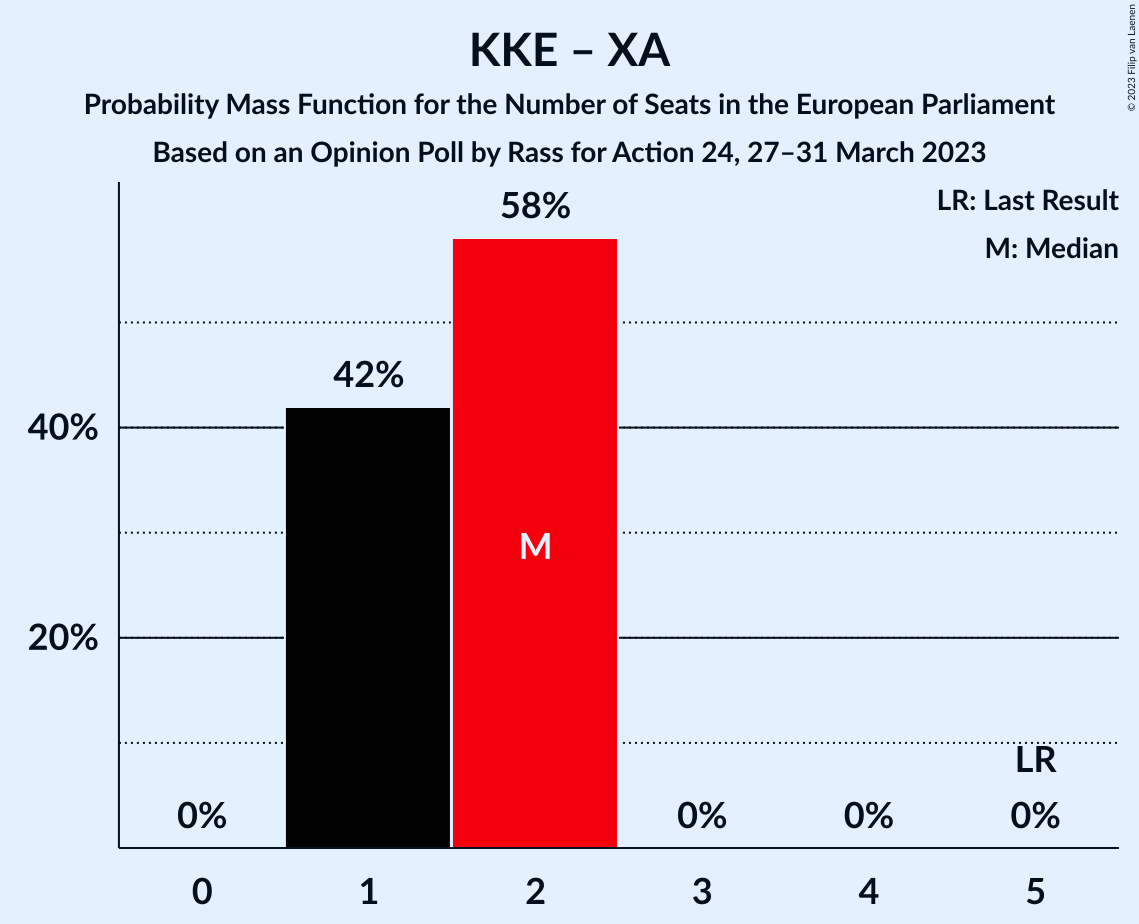 KKE – XA
Probability Mass Function for the Number of Seats in the European Parliament
Based on an Opinion Poll by Rass for Action 24, 27–31 March 2023
© 2023 Filip van Laenen
LR: Last Result
M: Median
58%
42%
40%
M
20%
LR
0%
0%
0%
0%
0
1
2
3
4
5